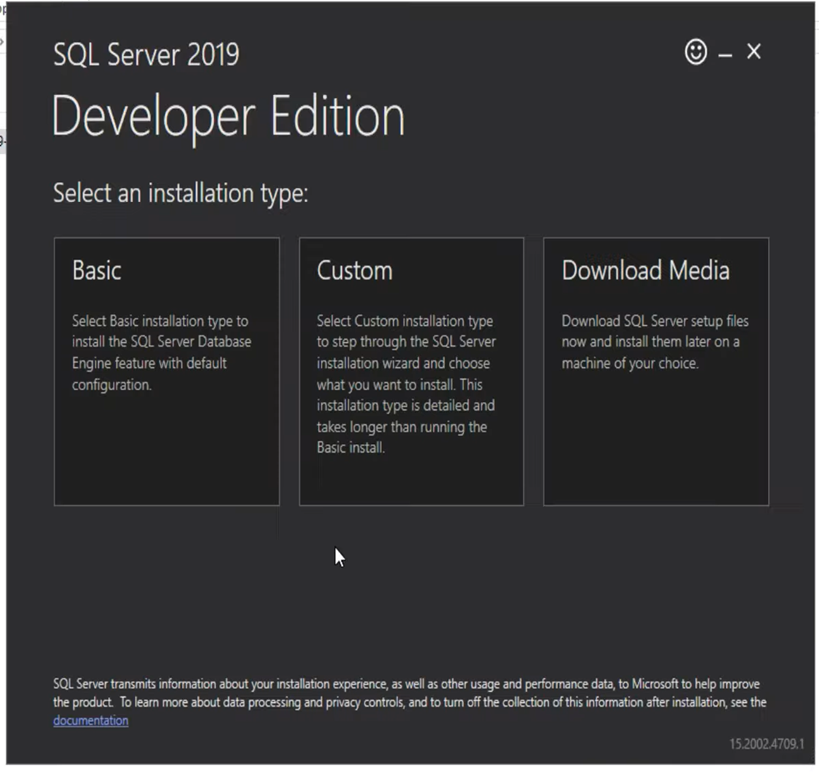 SQL Server 2019
Developer Edition
Select an installation type:
Basic
Select Basic installation type to
install the SQL Server Database
Engine feature with default
configuration.
Custom
Select Custom installation type
to step through the SQL Server
installation wizard and choose
what you want to install. This
installation type is detailed and
takes longer than running the
Basic install.
Download Media
Download SQL Server setup files
now and install them later on a
machine of your choice.
SQL Server transmits information about your installation experience, as well as other usage and performance data, to Microsoft to help improve
the product.  To learn more about data processing and privacy controls, and to turn off the collection of this information after installation, see the
documentation
15.2002.4709.1